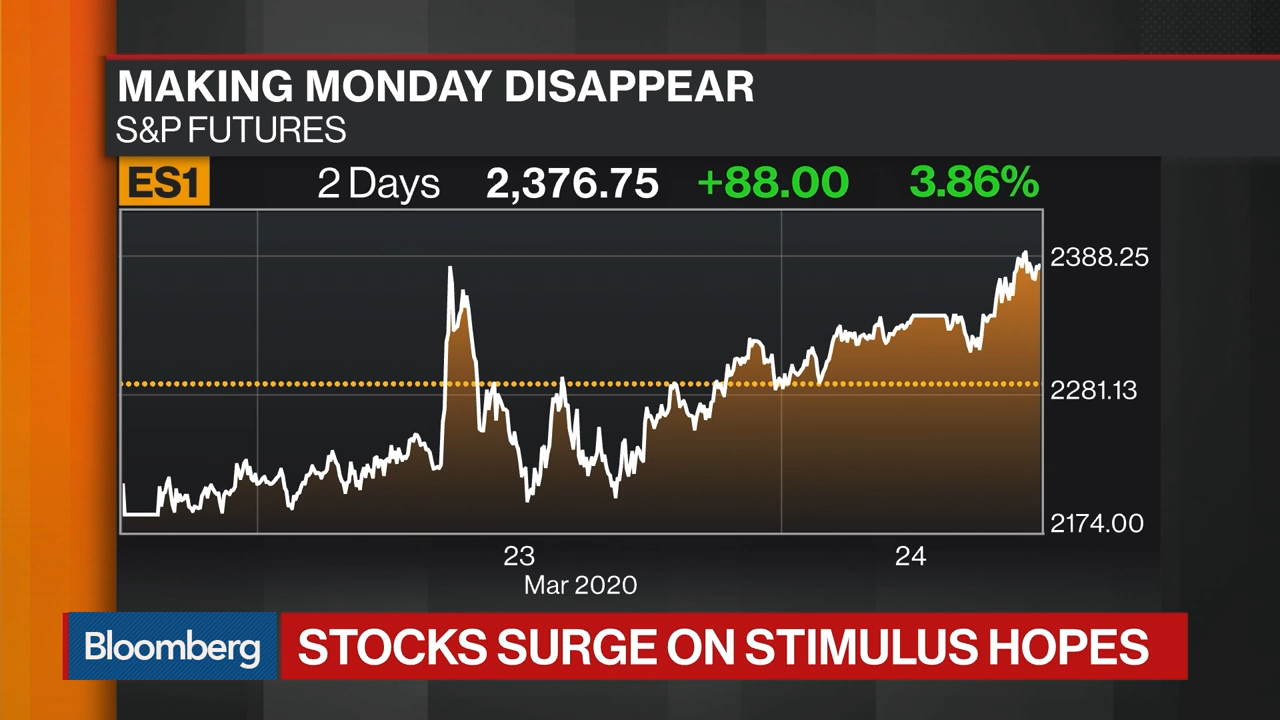 MAKING MONDAY DISAPPEAR
S&P FUTURES
ES1 2 Days 2,376.75 +88.00 3.86%
2388.25
2281.13
2174.00
23 24
Mar 2020
Bloomberg STOCKS SURGE ON STIMULUS HOPES